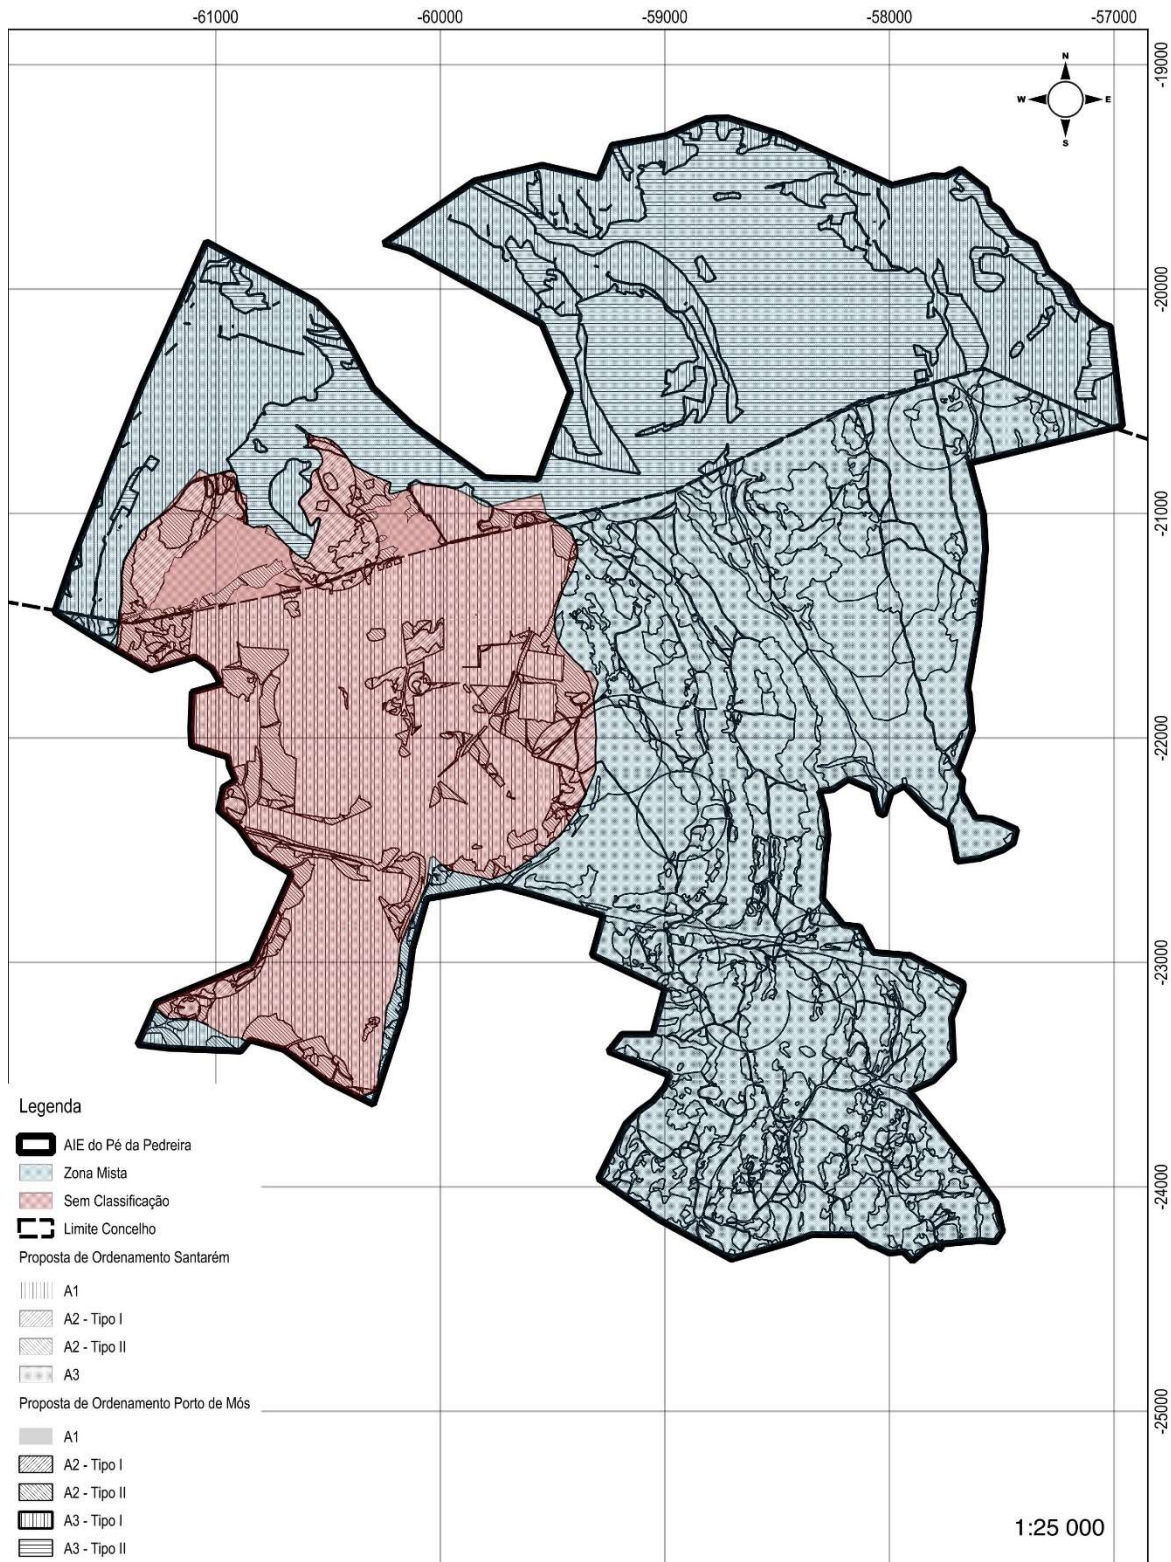 -61000 -60000 -59000 -58000 -57000
-19000
N
W E
S
-20000
-21000
-22000
-23000
Legenda
AIE do Pé da Pedreira
Zona Mista
Sem Classificação
-24000
Limite Concelho
Proposta de Ordenamento Santarém
A1
A2 - Tipo I
A2 - Tipo II
A3
Proposta de Ordenamento Porto de Mós
-25000
A1
A2 - Tipo I
A2 - Tipo II
A3 - Tipo I
1:25 000
A3 - Tipo II